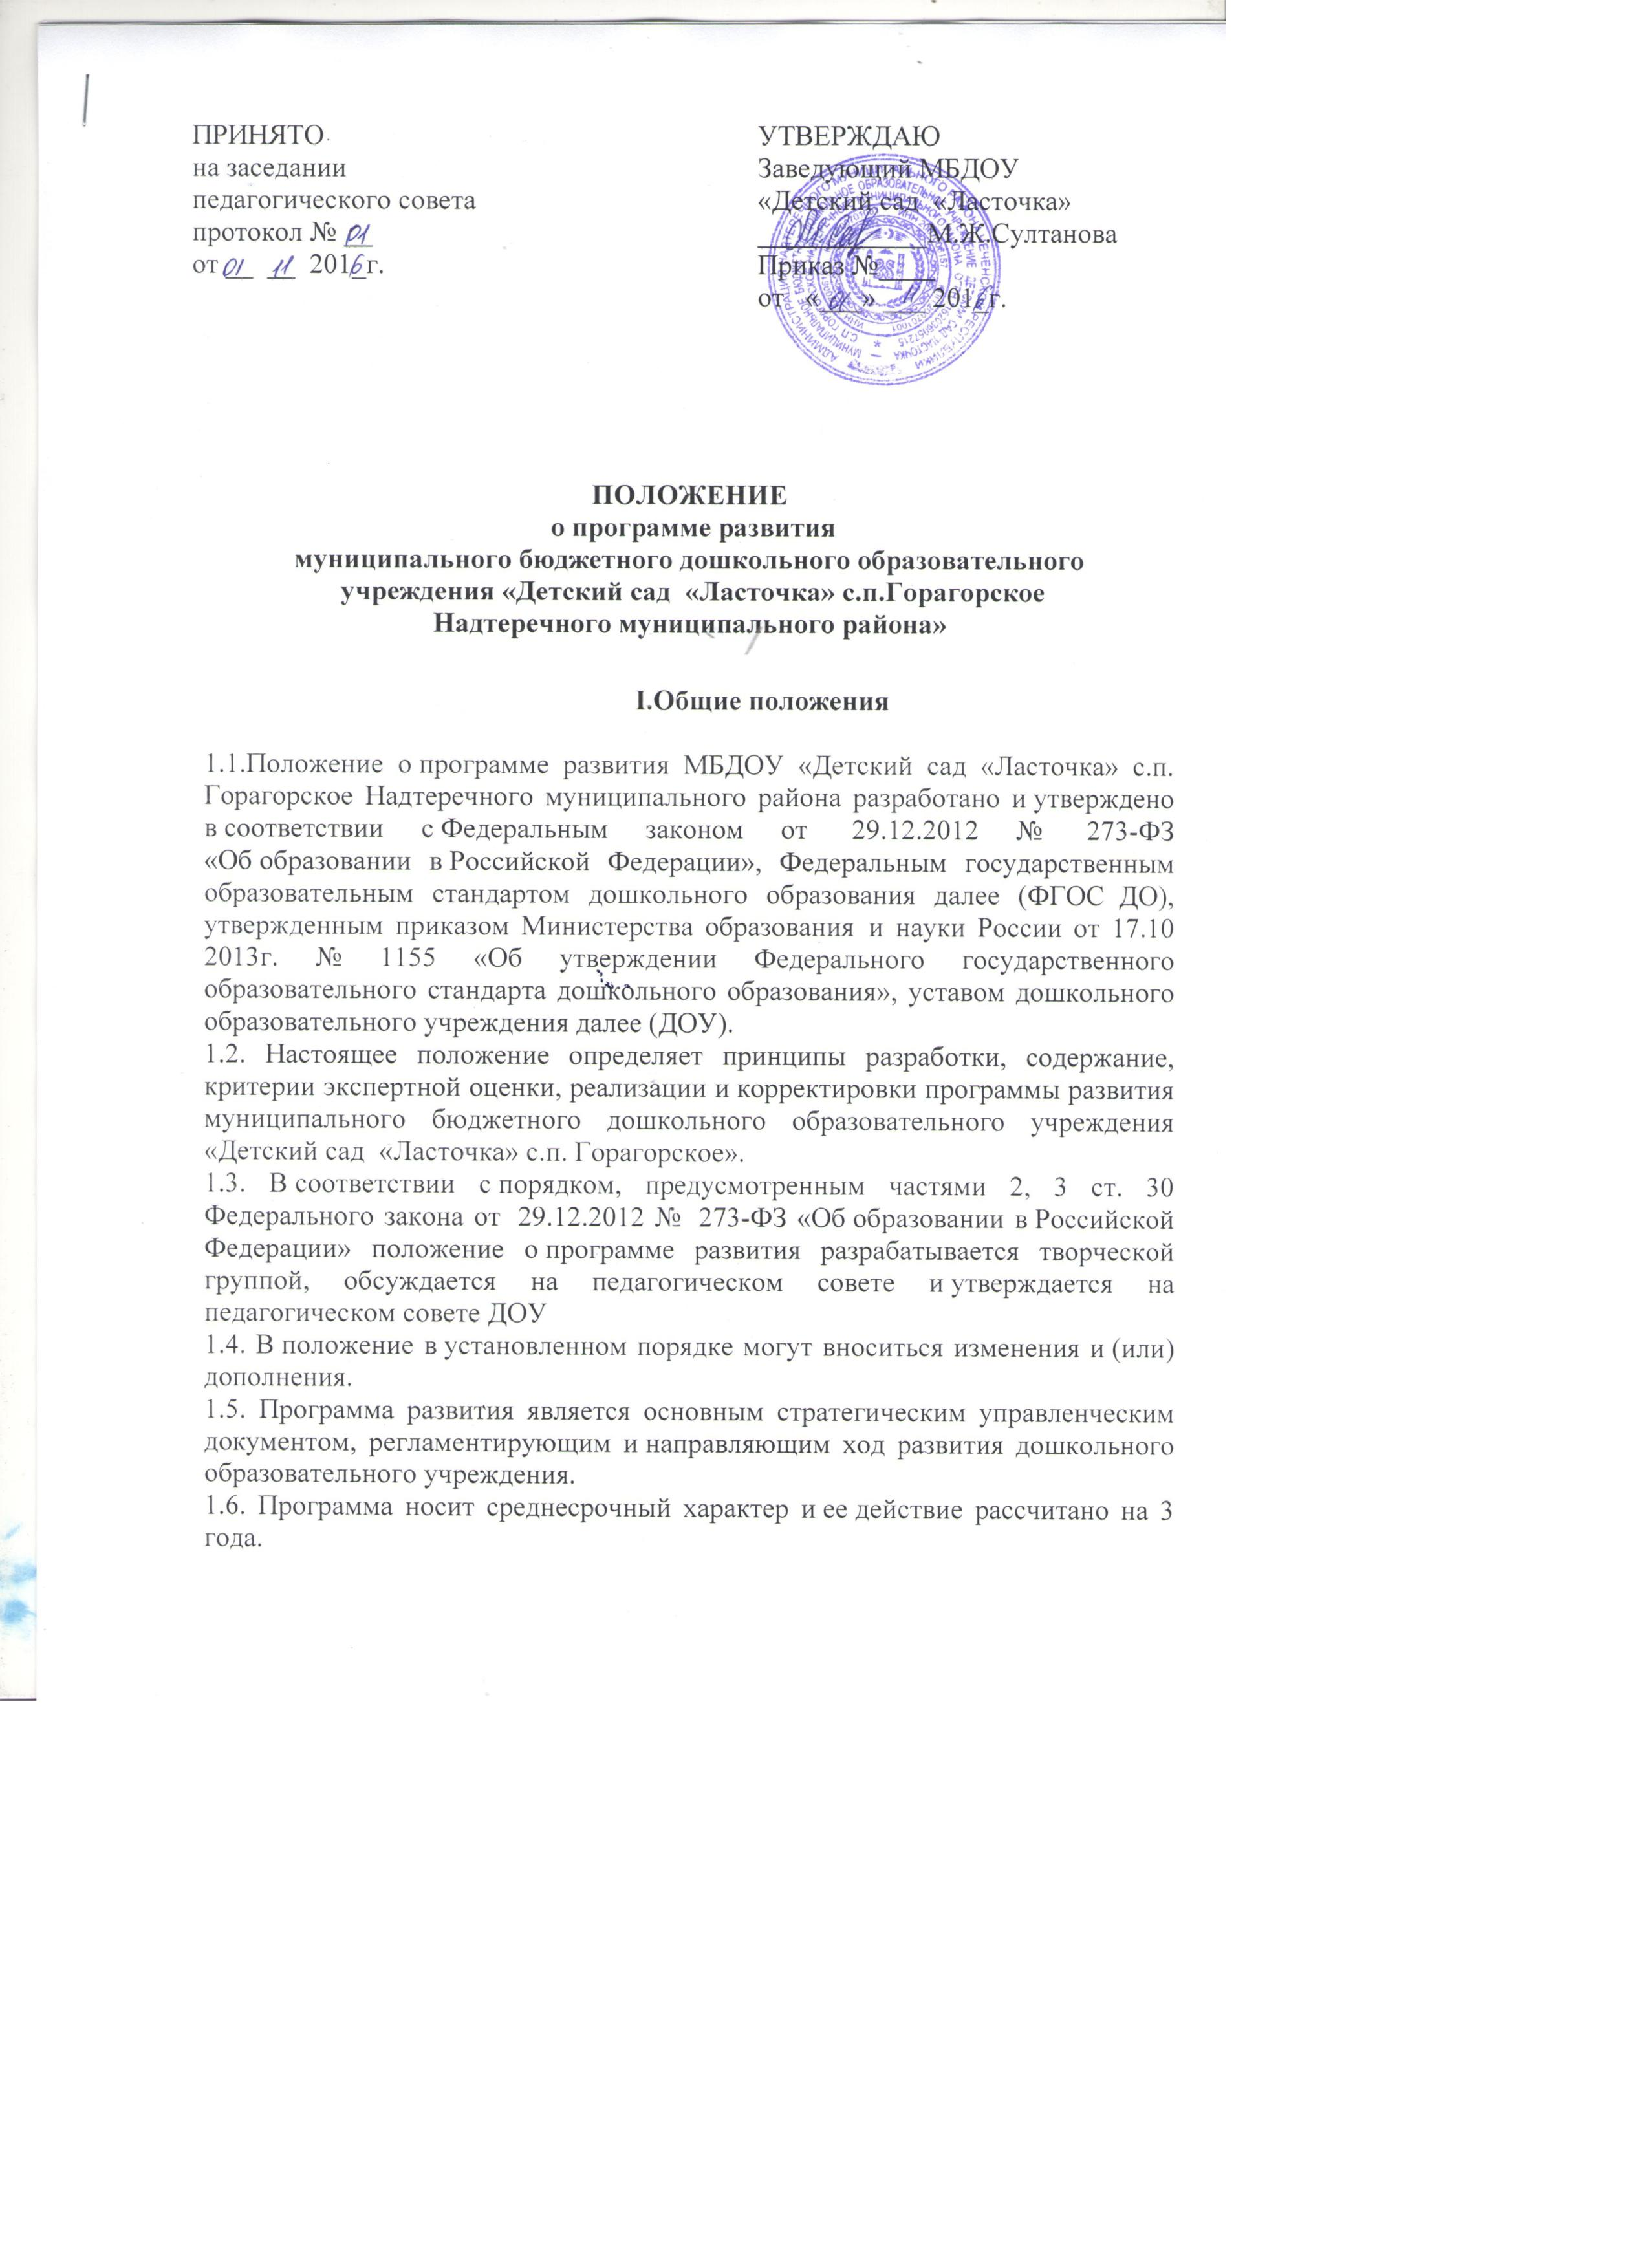 ПРИНЯТО
на заседании
педагогического совета
протокол № 01
от 01 11 2016г.
УТВЕРЖДАЮ
Заведующий МБДОУ
«Детский сад «Ласточка»
М.Ж.Султанова
Приказ №
от «01» 11 2016г.
ПОЛОЖЕНИЕ
о программе развития
муниципального бюджетного дошкольного образовательного
учреждения «Детский сад «Ласточка» с.п.Горагорское
Надтеречного муниципального района»
I.Общие положения
1.1.Положение о программе развития МБДОУ «Детский сад «Ласточка» с.п.
Горагорское Надтеречного муниципального района разработано и утверждено
в соответствии с Федеральным законом от 29.12.2012 № 273-ФЗ
«Об образовании в Российской Федерации», Федеральным государственным
образовательным стандартом дошкольного образования далее (ФГОС ДО),
утвержденным приказом Министерства образования и науки России от 17.10
2013г. № 1155 «Об утверждении Федерального государственного
образовательного стандарта дошкольного образования», уставом дошкольного
образовательного учреждения далее (ДОУ).
1.2. Настоящее положение определяет принципы разработки, содержание,
критерии экспертной оценки, реализации и корректировки программы развития
муниципального бюджетного дошкольного образовательного учреждения
«Детский сад «Ласточка» с.п. Горагорское».
1.3. В соответствии с порядком, предусмотренным частями 2, 3 ст. 30
Федерального закона от 29.12.2012 № 273-ФЗ «Об образовании в Российской
Федерации» положение о программе развития разрабатывается творческой
группой, обсуждается на педагогическом совете и утверждается на
педагогическом совете ДОУ
1.4. В положение в установленном порядке могут вноситься изменения и (или)
дополнения.
1.5. Программа развития является основным стратегическим управленческим
документом, регламентирующим и направляющим ход развития дошкольного
образовательного учреждения.
1.6. Программа носит среднесрочный характер и ее действие рассчитано на 3
года.